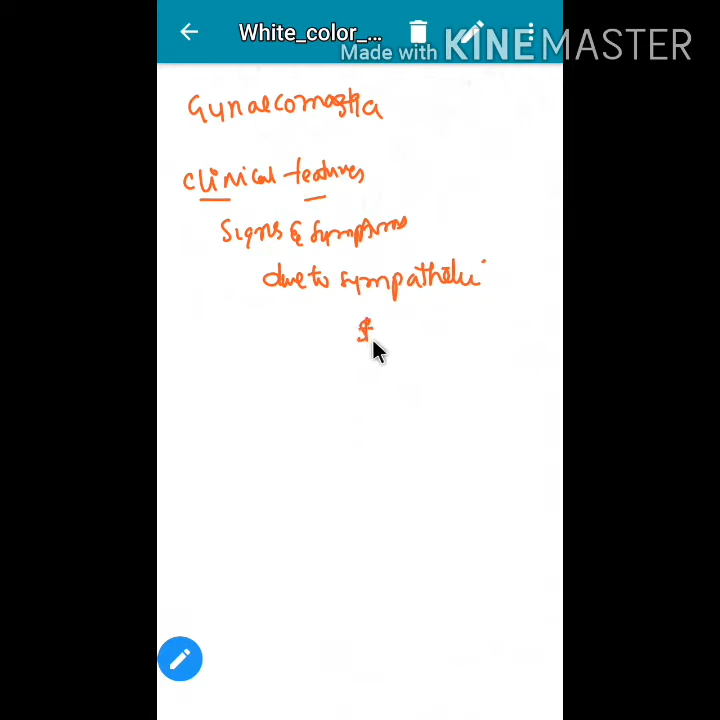 White_color_...
Made with KINEMASTER
Gynaecomastia
clinical features
Signs & symptoms
due to sympathetic